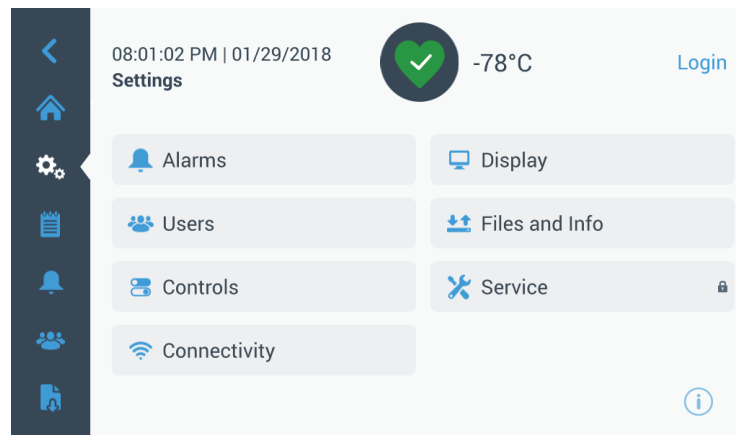 08:01:02 PM | 01/29/2018
Settings
-78°C
Login
Alarms
Display
Users
Files and Info
Controls
Service
Connectivity
i